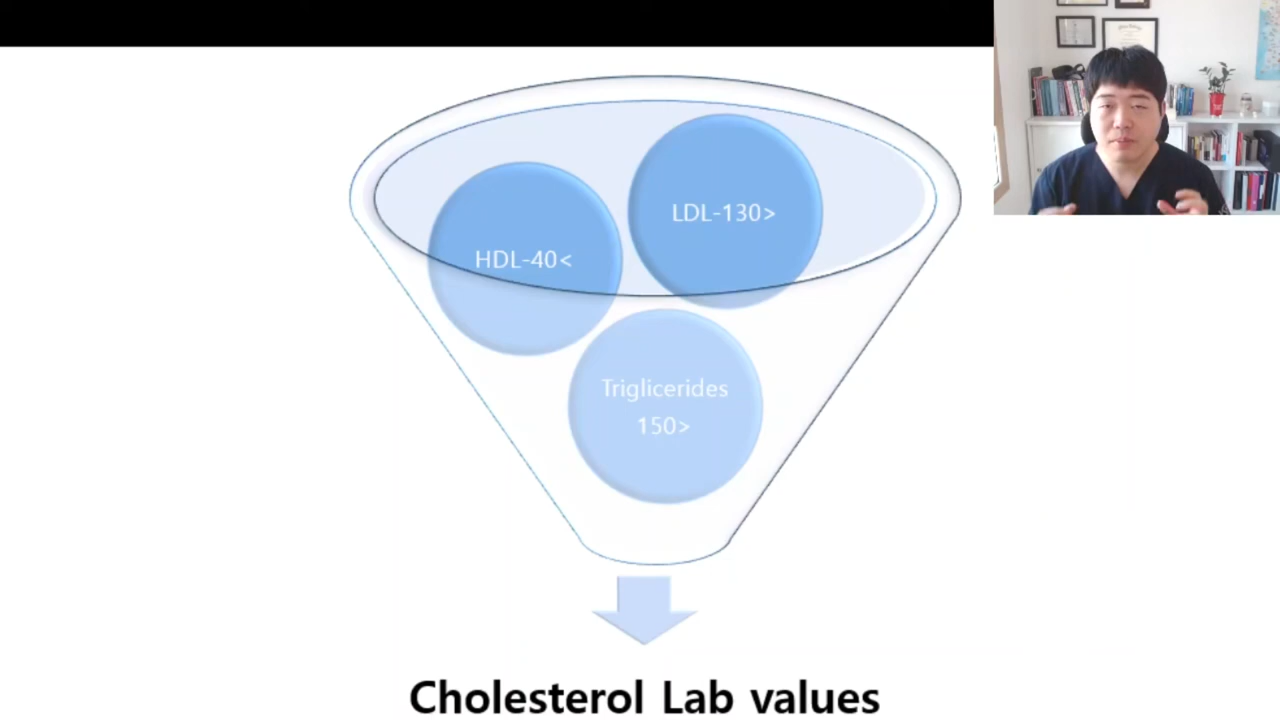 LDL-130>
HDL-40<
Triglicerides
150>
Cholesterol Lab values